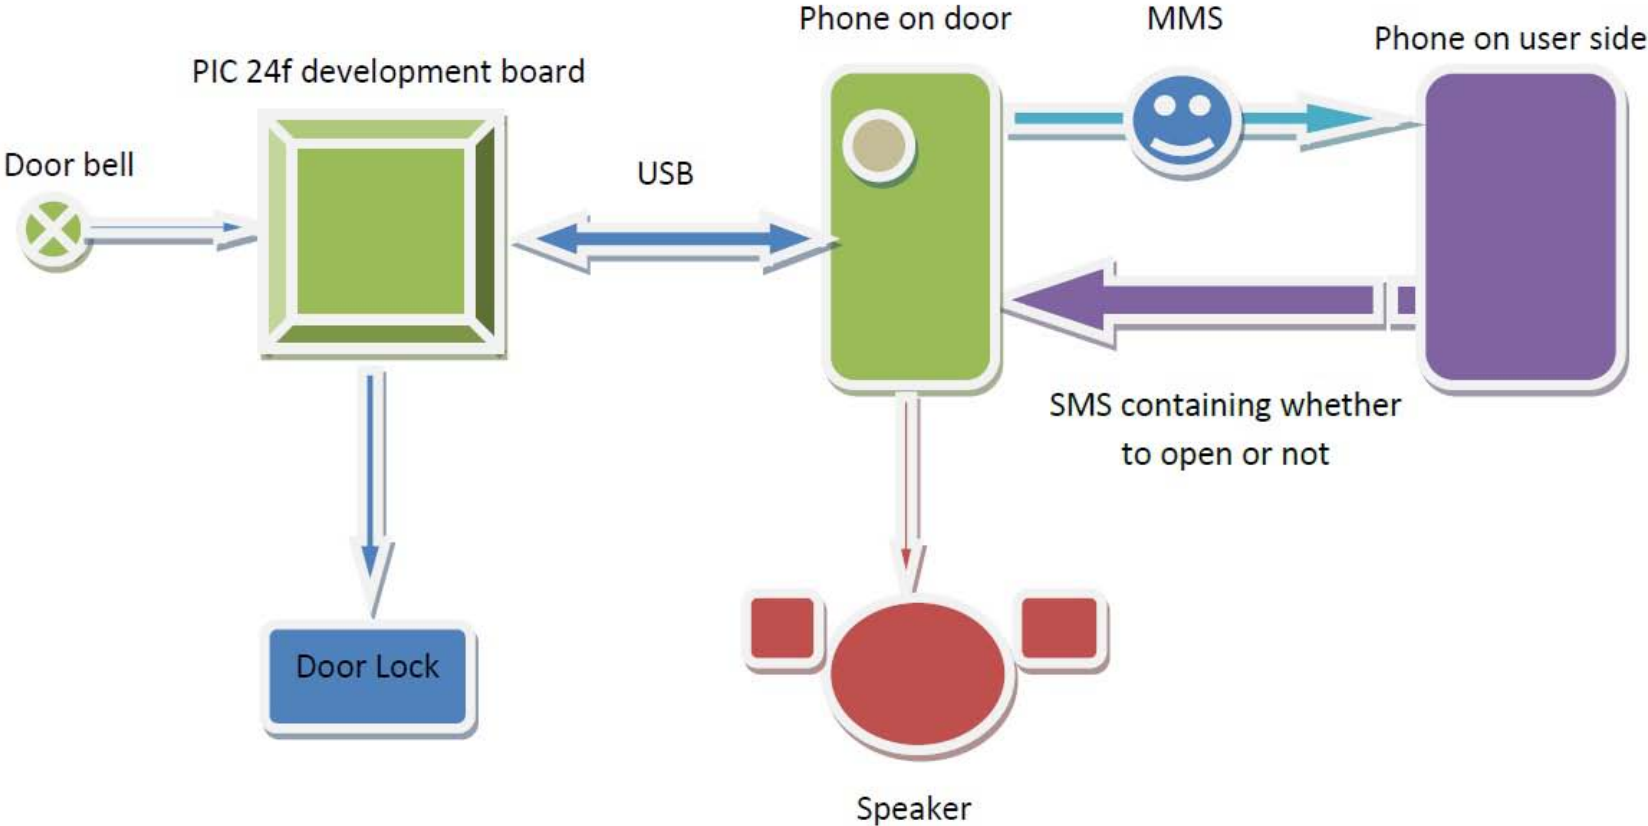 Phone on door
MMS
Phone on user side
PIC 24f development board
Door bell
USB
SMS containing whether
to open or not
Door Lock
Speaker